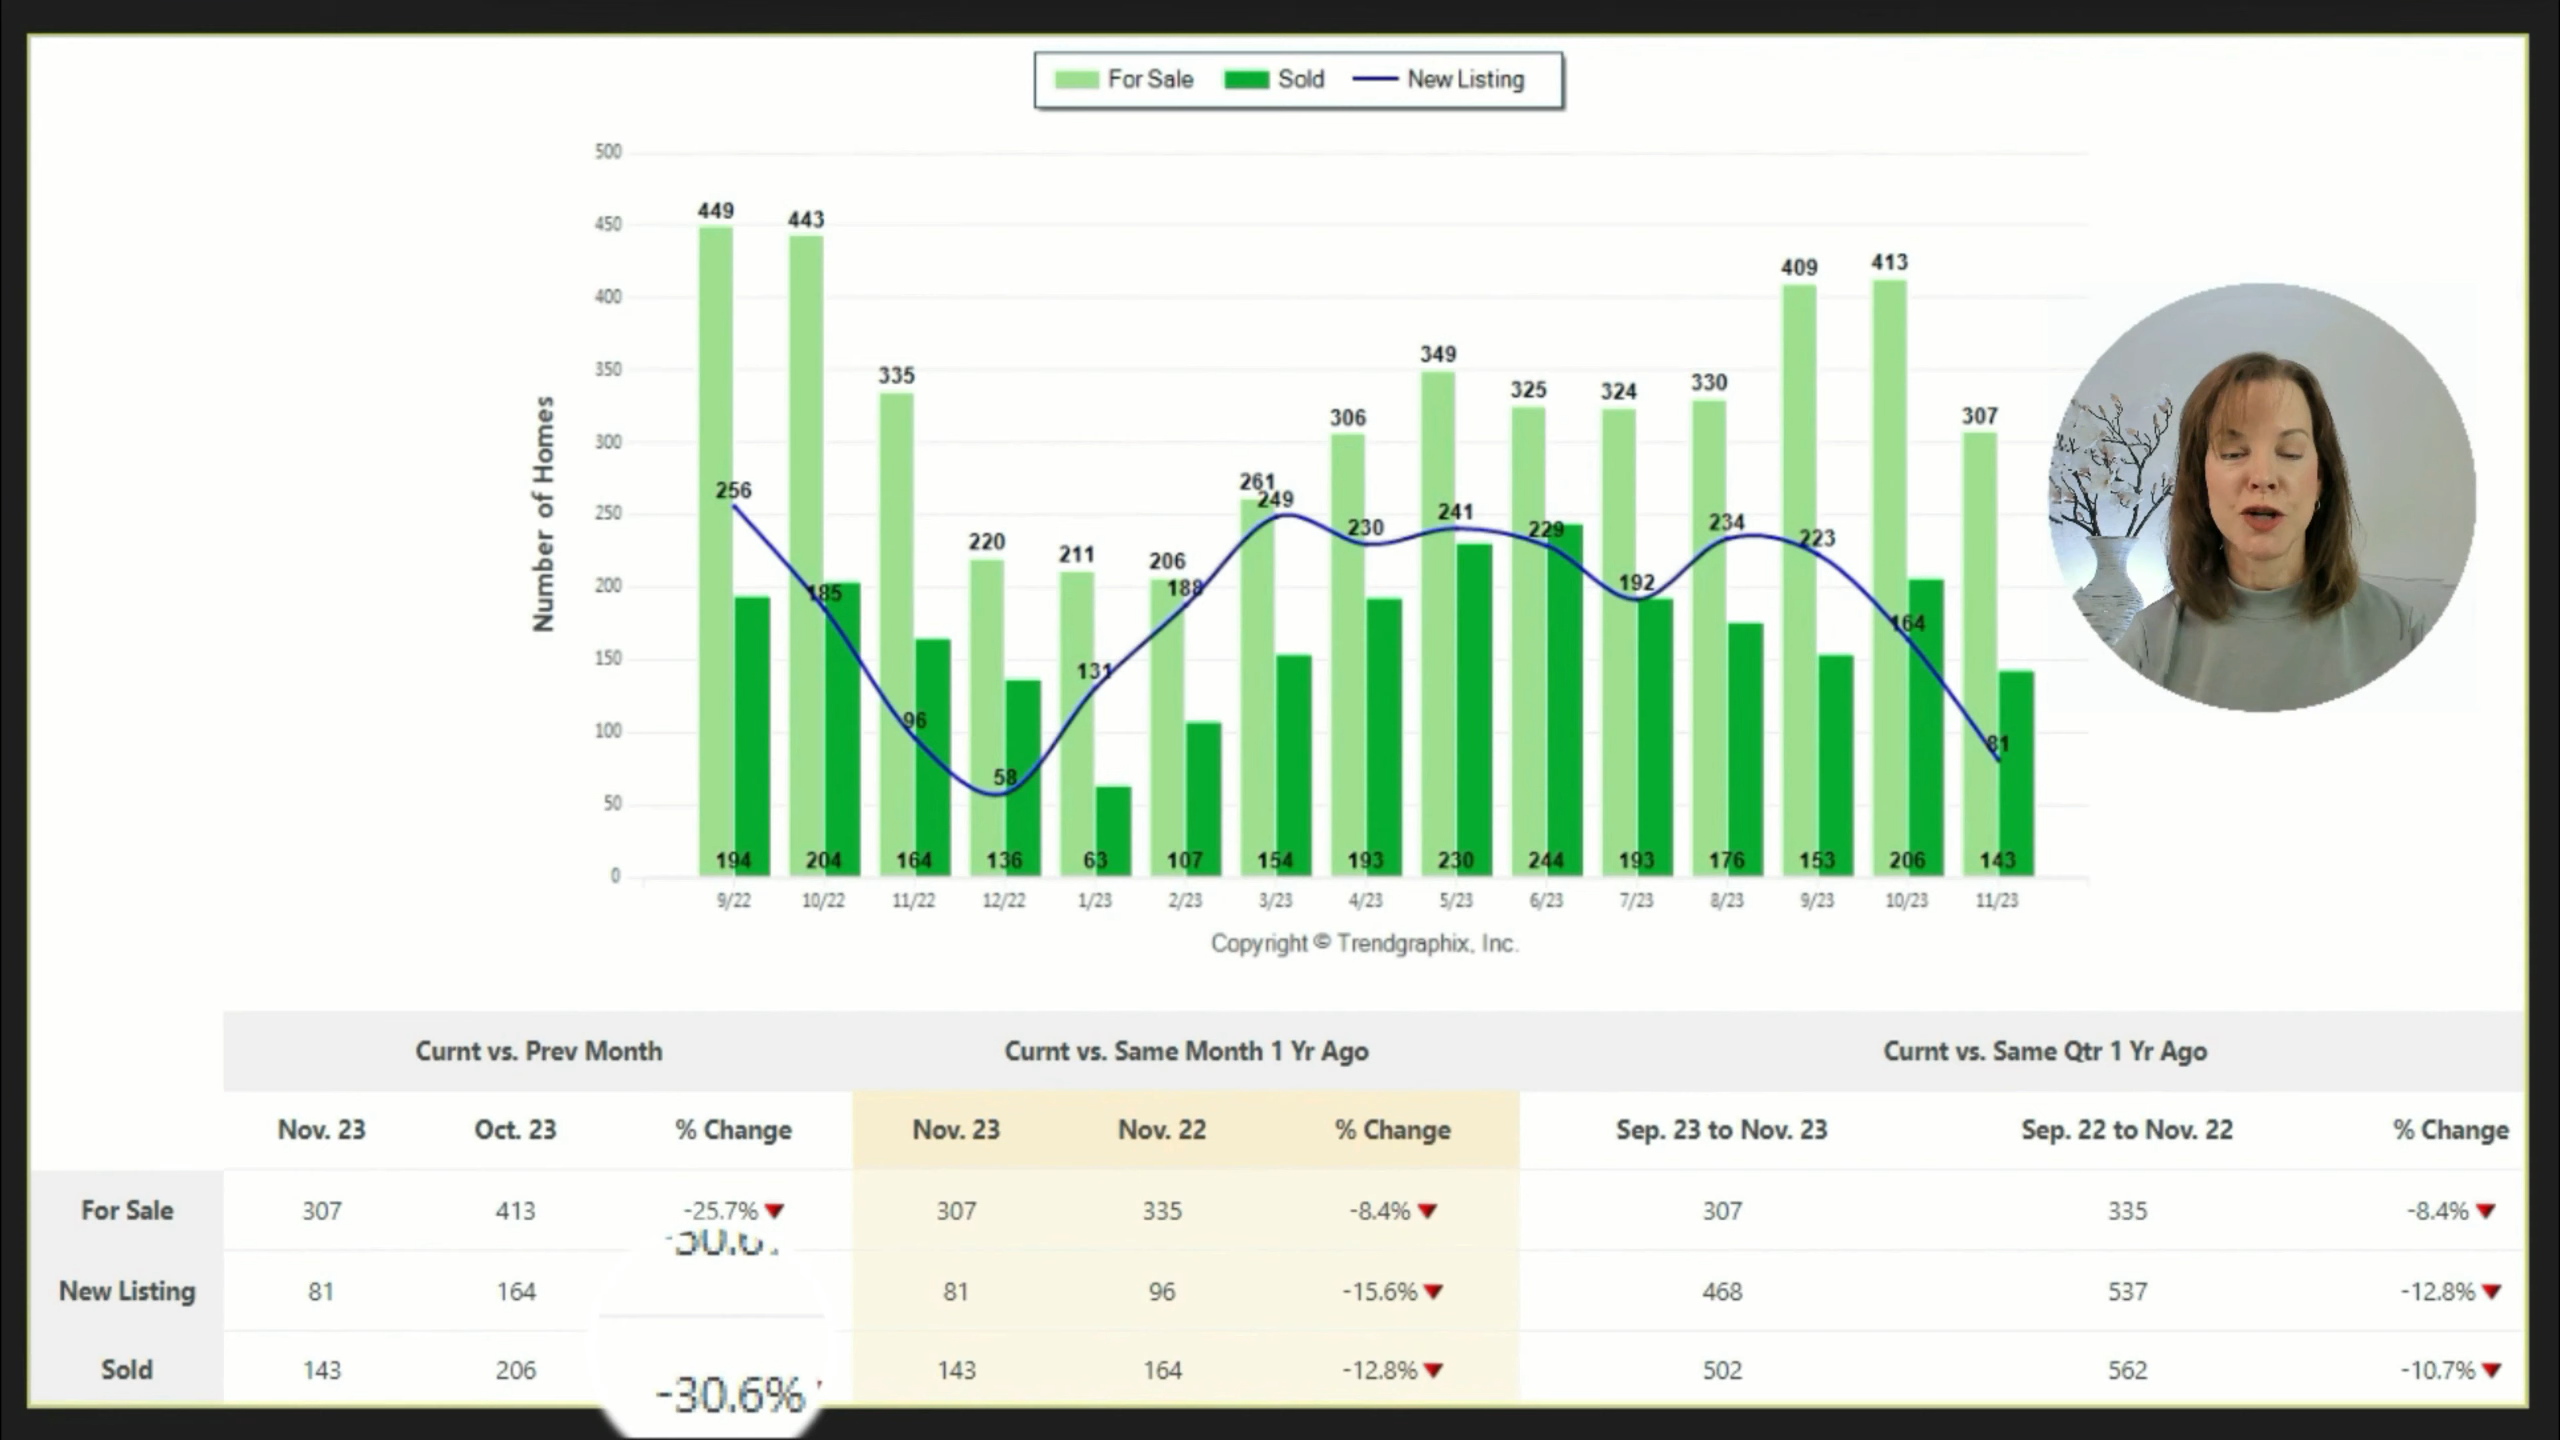 For Sale Sold New Listing
500
450
400
350
300
250
200
150
100
50
0
Number of Homes
449 443 335 220 211 206 261 306 349 325 324 330 409 413 307
256 185 96 58 131 188 249 230 241 229 192 234 223 164 81
194 204 164 136 63 107 154 193 230 244 193 176 153 206 143
9/22 10/22 11/22 12/22 1/23 2/23 3/23 4/23 5/23 6/23 7/23 8/23 9/23 10/23 11/23
Copyright © Trendgraphix, Inc.
Curnt vs. Prev Month Curnt vs. Same Month 1 Yr Ago Curnt vs. Same Qtr 1 Yr Ago
Nov. 23 Oct. 23 % Change Nov. 23 Nov. 22 % Change Sep. 23 to Nov. 23 Sep. 22 to Nov. 22 % Change
For Sale 307 413 -25.7% 307 335 -8.4% 307 335 -8.4%
New Listing 81 164 81 96 -15.6% 468 537 -12.8%
Sold 143 206 -30.6% 143 164 -12.8% 502 562 -10.7%